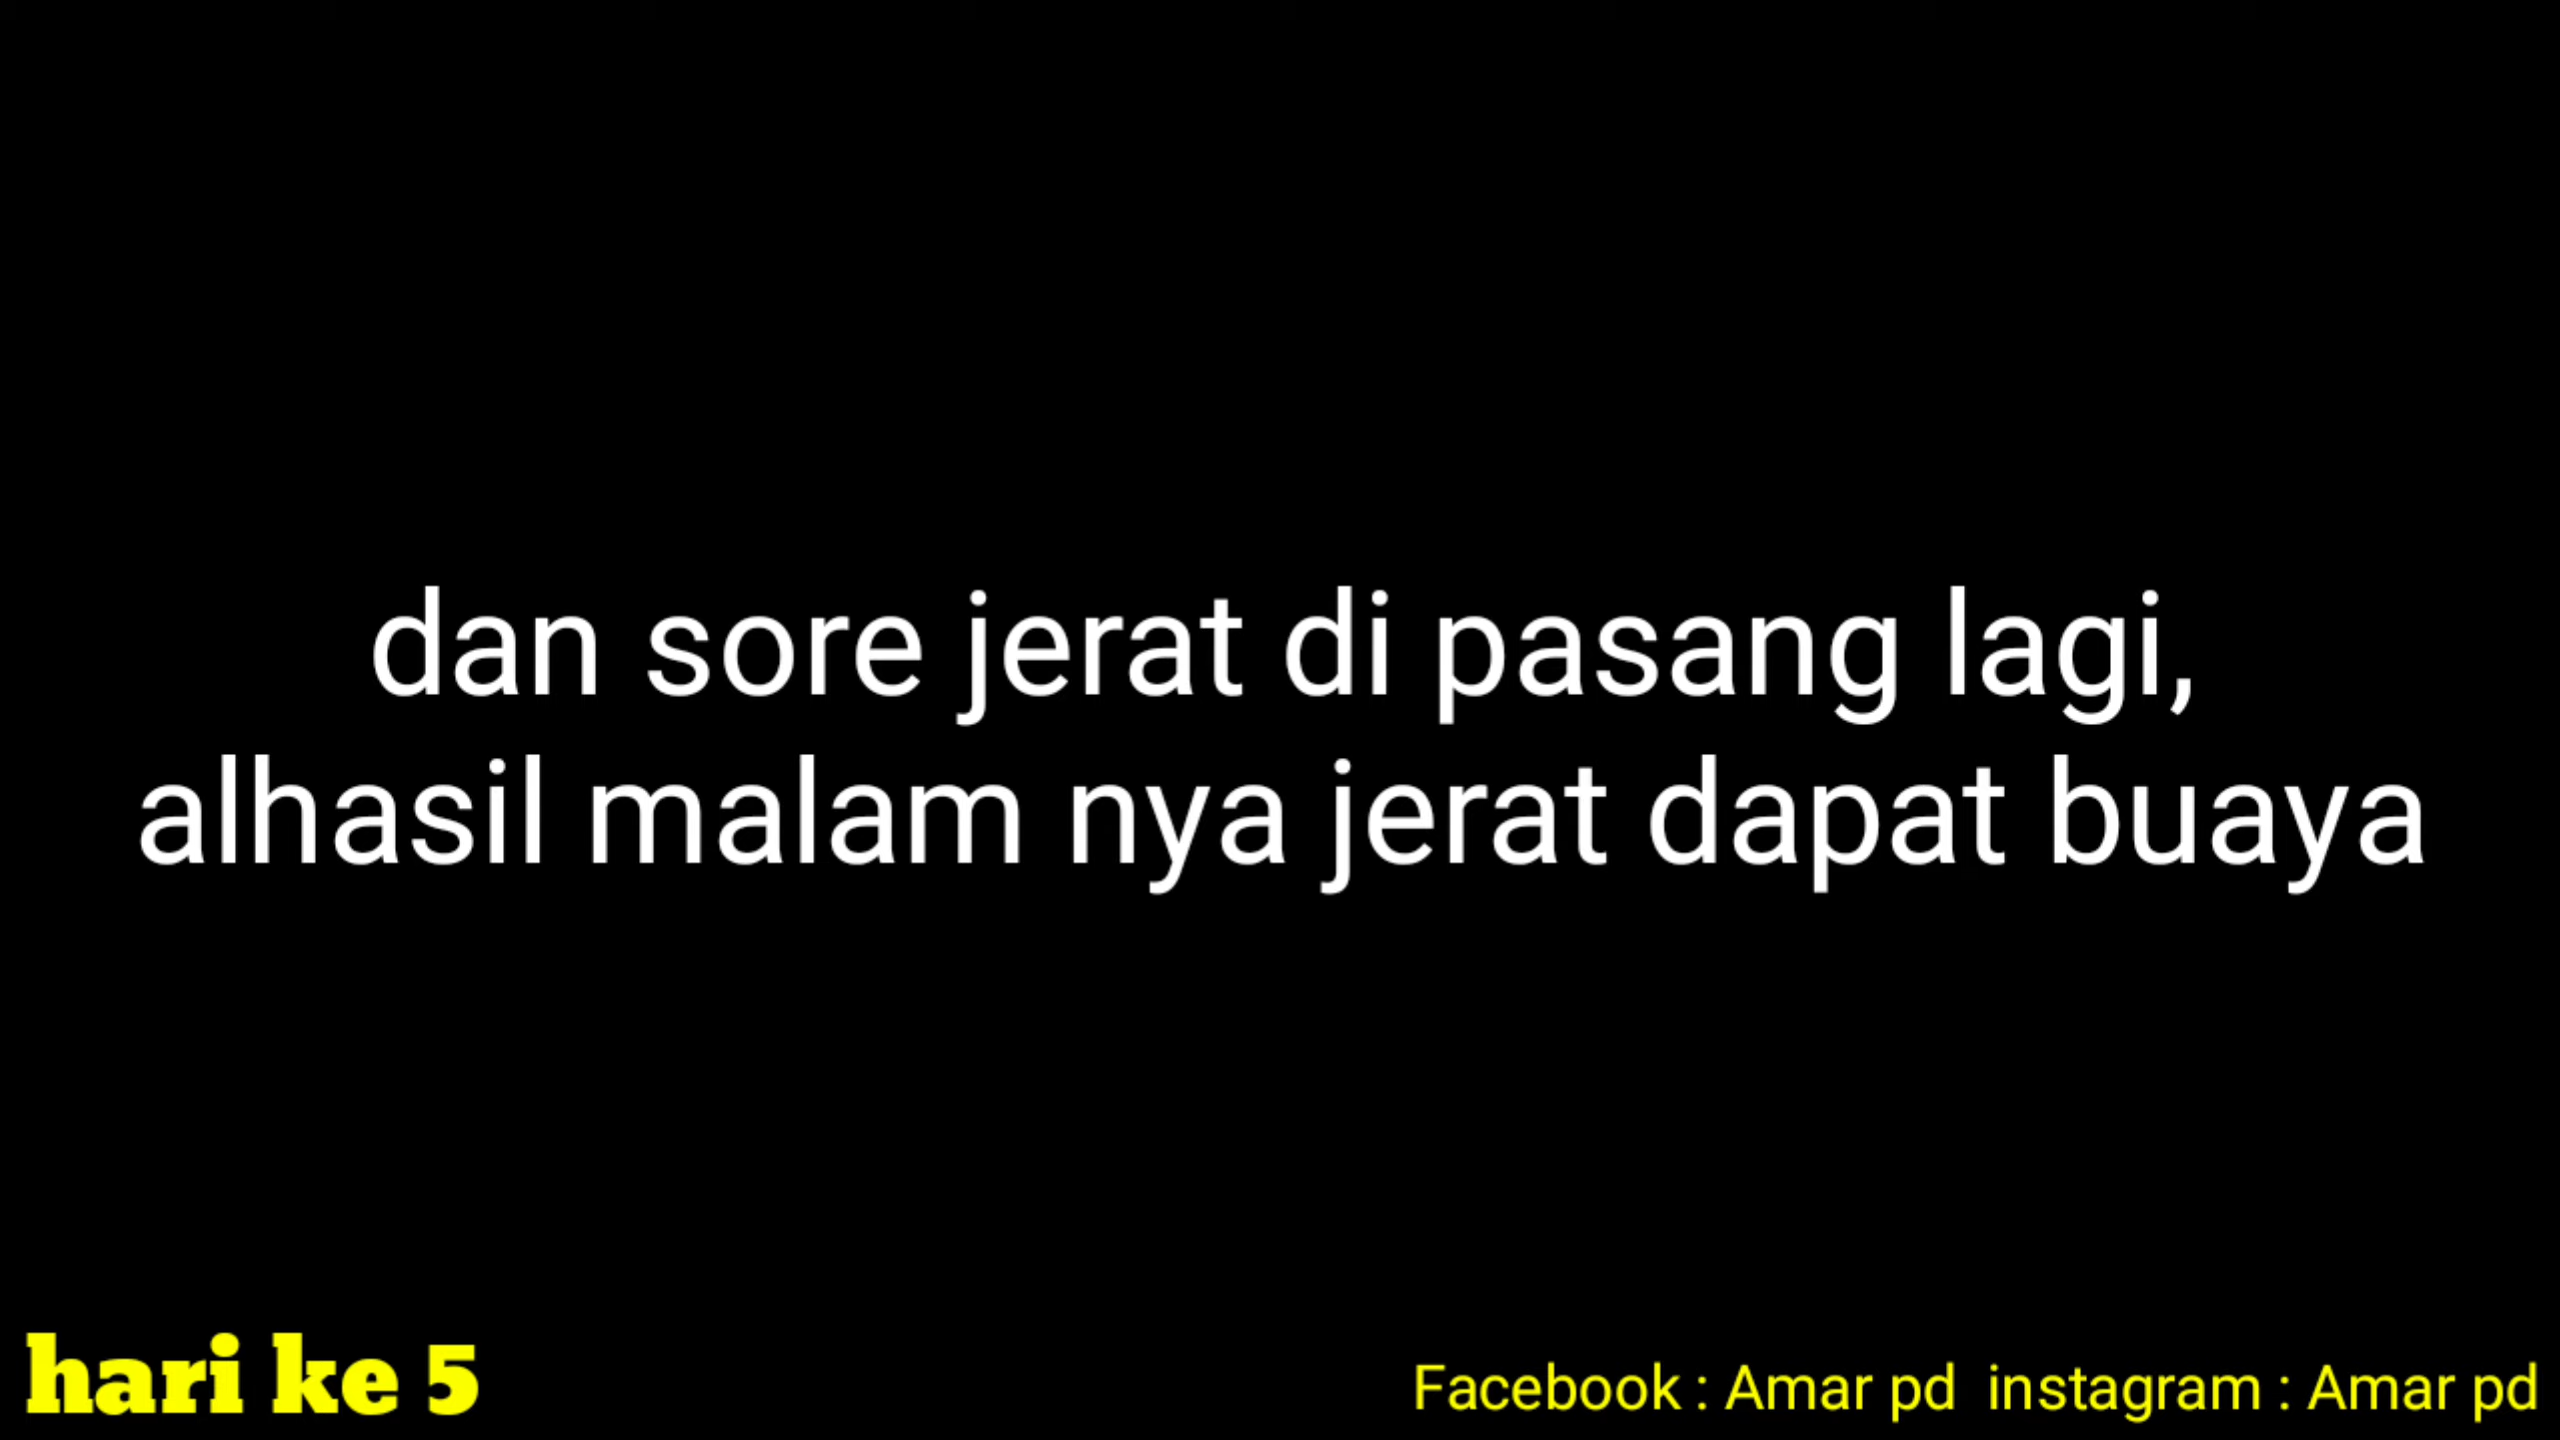 dan sore jerat di pasang lagi,
alhasil malam nya jerat dapat buaya
hari ke 5
Facebook : Amar pd  instagram : Amar pd